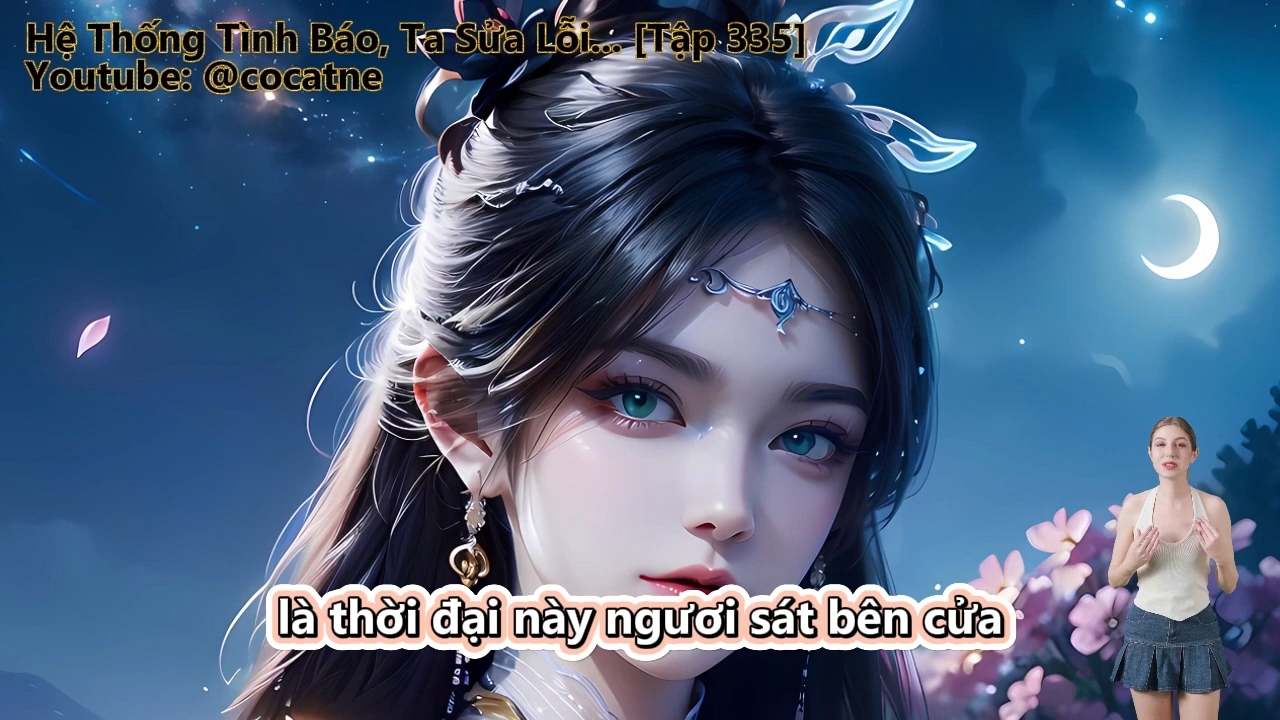 Hệ Thống Tình Báo, Ta Sửa Lỗi... [Tập 335]
Youtube: @cocatne
là thời đại này ngươi sát bên cửa